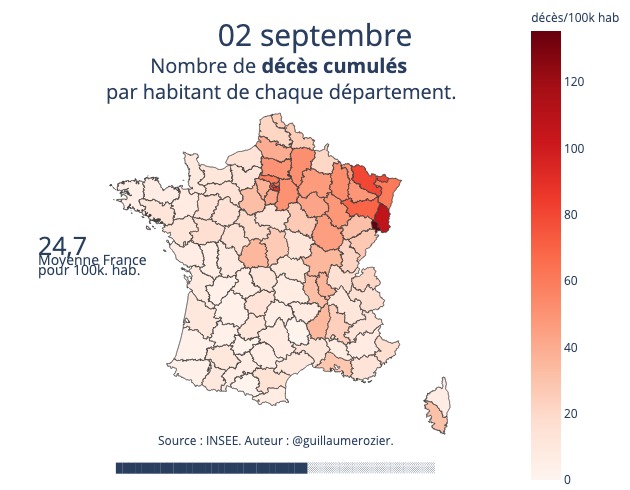 02 septembre
Nombre de décès cumulés
par habitant de chaque département.
24,7
Moyenne France
pour 100k. hab.
décès/100k hab
120
100
80
60
40
20
0
Source : INSEE. Auteur : @guillaumerozier.